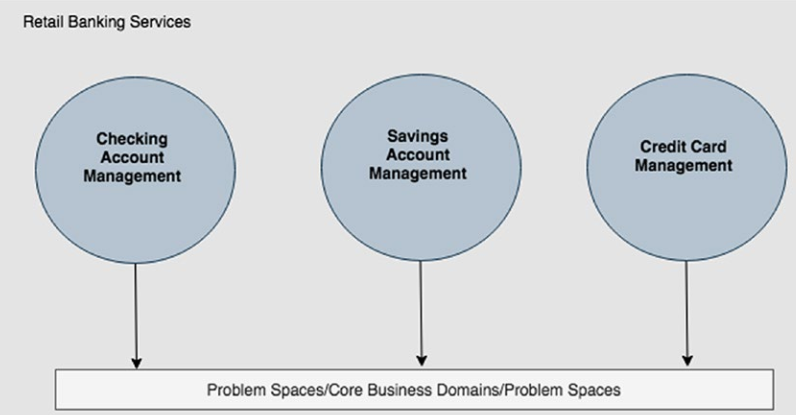 Retail Banking Services
Checking
Account
Management
Savings
Account
Management
Credit Card
Management
Problem Spaces/Core Business Domains/Problem Spaces